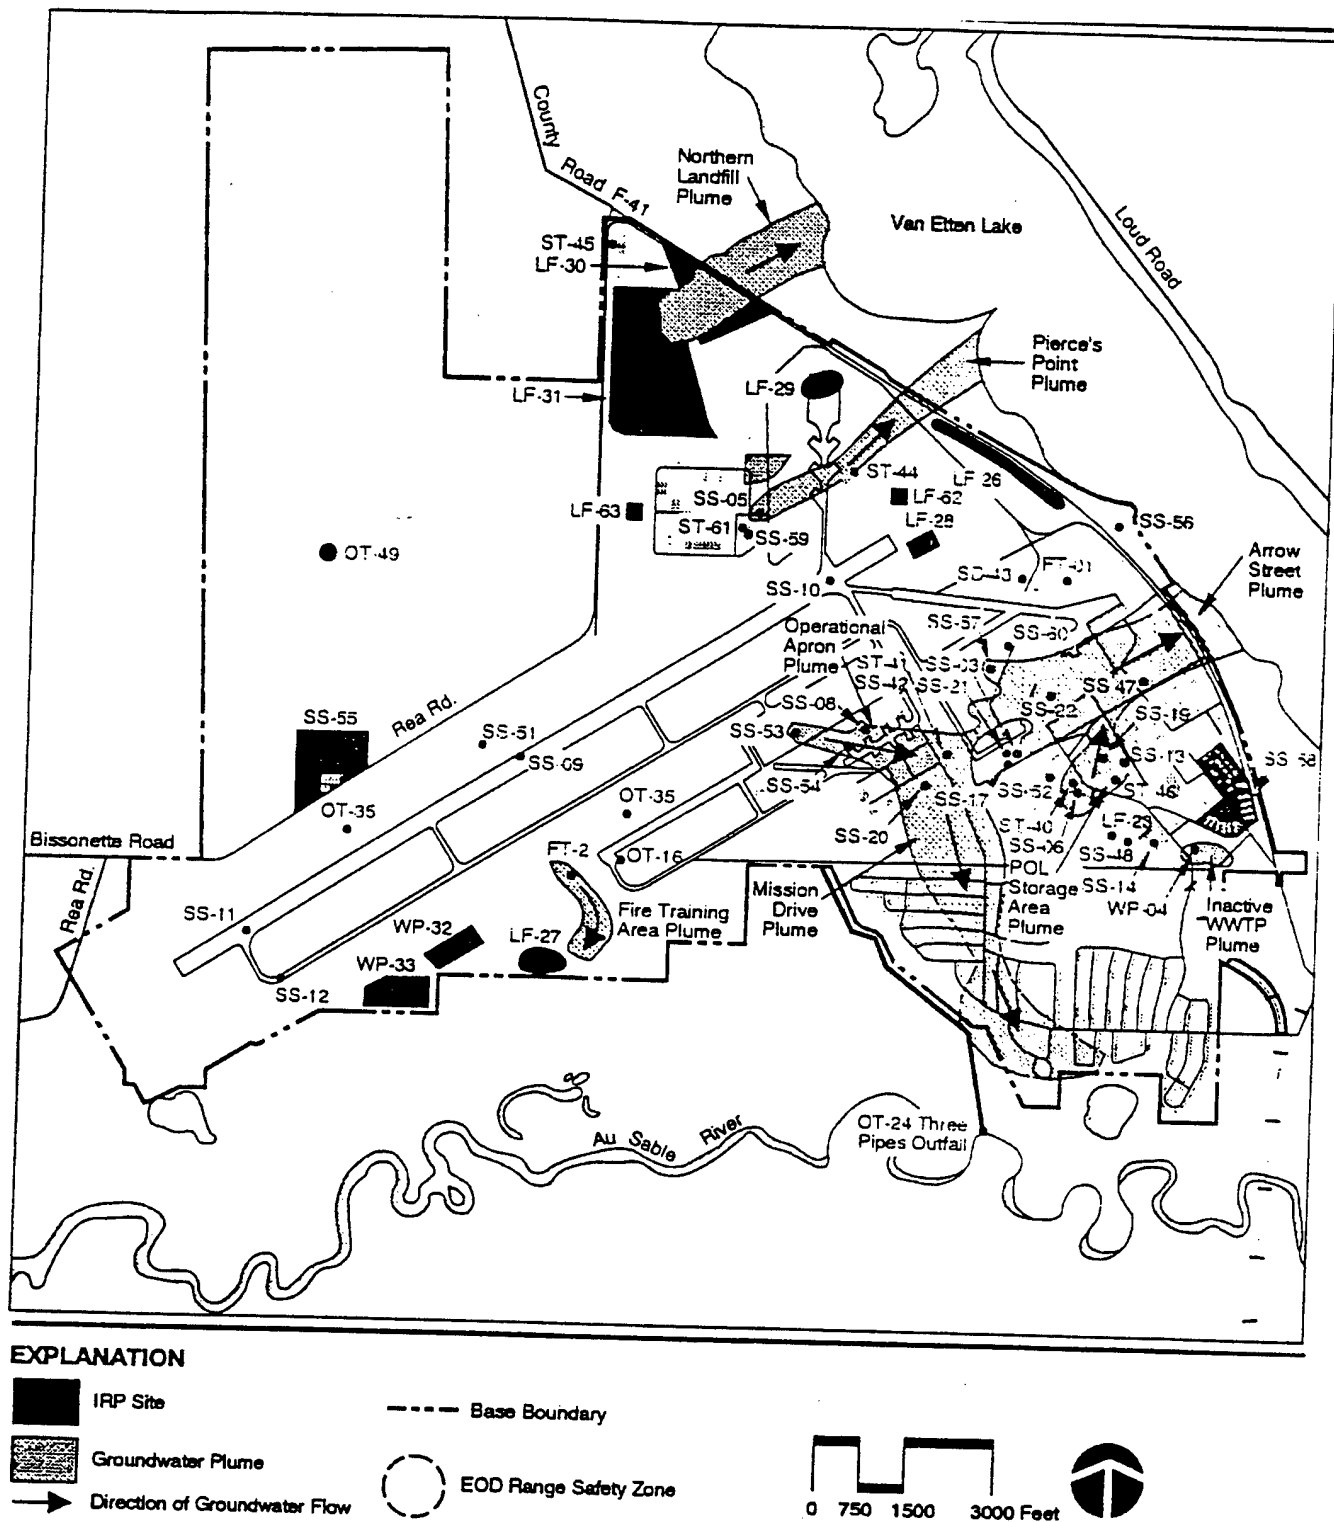 County
Road F-41
Northern
Landfill
Plume
Van Etten Lake
Loud Road
ST-45
LF-30
Pierce's
Point
Plume
LF-29
LF-31
ST-44
LF-26
SS-05
LF-62
LF-63
LF-28
SS-56
ST-61
SS-59
OT-49
Arrow
Street
Plume
SS-10
SS-57
SS-60
Operational
Apron
Plume
SS-03
SS-42
SS-21
SS-47
SS-08
SS-22
SS-19
SS-55
Rea Rd.
SS-51
SS-53
SS-09
SS-13
SS-54
SS-17
SS-52
ST-46
OT-35
OT-35
SS-20
ST-40
SS-06
Bissonette Road
FT-2
OT-16
SS-48
POL
Storage
Area
Plume
SS-14
WP-04
Inactive
WWTP
Plume
Rea Rd.
Mission
Drive
Plume
SS-11
Fire Training
Area Plume
WP-32
LF-27
WP-33
SS-12
OT-24 Three
Pipes Outfall
Au Sable River
EXPLANATION
IRP Site
Base Boundary
Groundwater Plume
EOD Range Safety Zone
Direction of Groundwater Flow
0 750 1500 3000 Feet